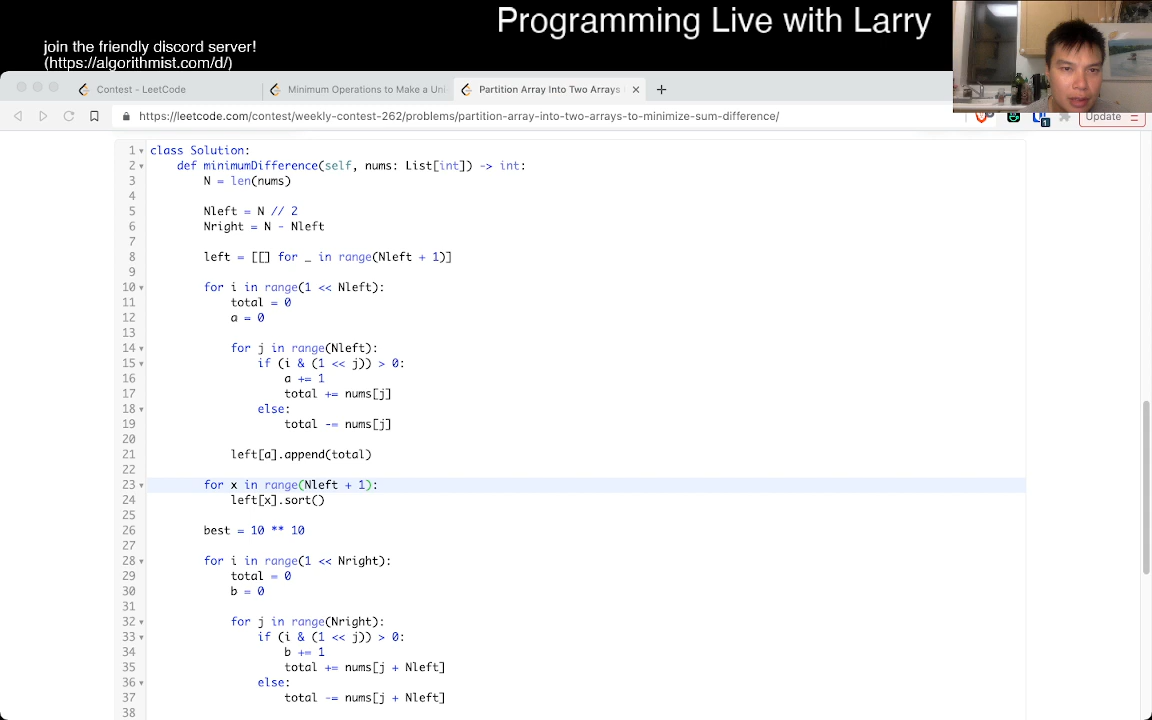 Programming Live with Larry
join the friendly discord server!
(https://algorithmist.com/d/)
Contest - LeetCode
Minimum Operations to Make a Uni
Partition Array Into Two Arrays
https://leetcode.com/contest/weekly-contest-262/problems/partition-array-into-two-arrays-to-minimize-sum-difference/
1
Update
1 class Solution:
2 def minimumDifference(self, nums: List[int]) -> int:
3 N = len(nums)
4
5 Nleft = N // 2
6 Nright = N - Nleft
7
8 left = [[] for _ in range(Nleft + 1)]
9
10 for i in range(1 << Nleft):
11 total = 0
12 a = 0
13
14 for j in range(Nleft):
15 if (i & (1 << j)) > 0:
16 a += 1
17 total += nums[j]
18 else:
19 total -= nums[j]
20
21 left[a].append(total)
22
23 for x in range(Nleft + 1):
24 left[x].sort()
25
26 best = 10 ** 10
27
28 for i in range(1 << Nright):
29 total = 0
30 b = 0
31
32 for j in range(Nright):
33 if (i & (1 << j)) > 0:
34 b += 1
35 total += nums[j + Nleft]
36 else:
37 total -= nums[j + Nleft]
38